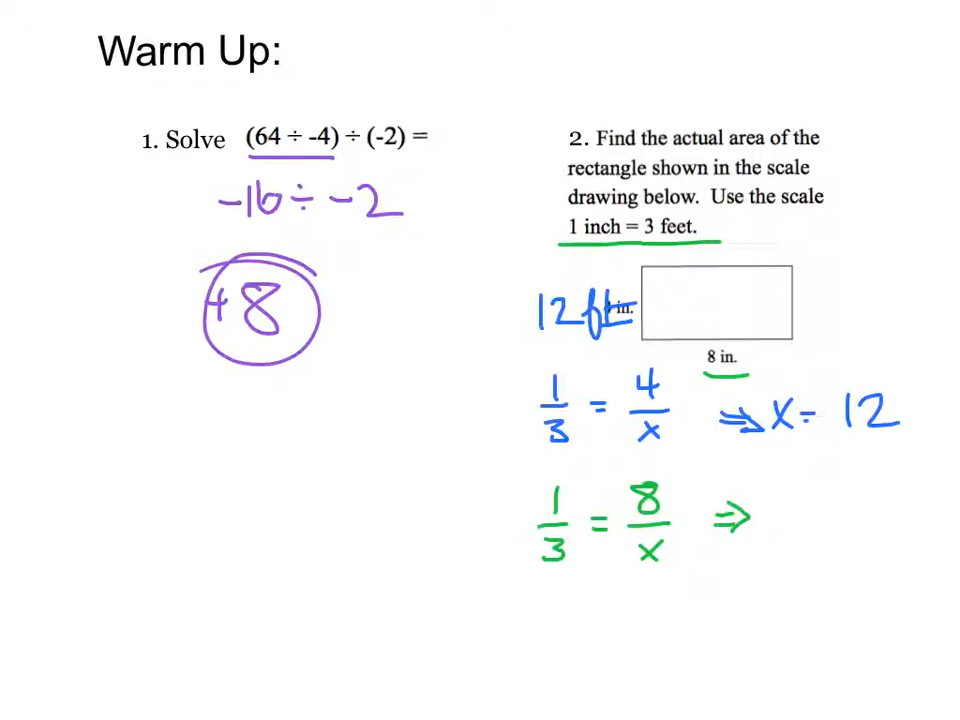 Warm Up:
1. Solve (64 ÷ -4) ÷ (-2) =
-16 ÷ -2
+8
2. Find the actual area of the
rectangle shown in the scale
drawing below. Use the scale
1 inch = 3 feet.
12ft in.
8 in.
1/3 = 4/x ⇒ x = 12
1/3 = 8/x ⇒